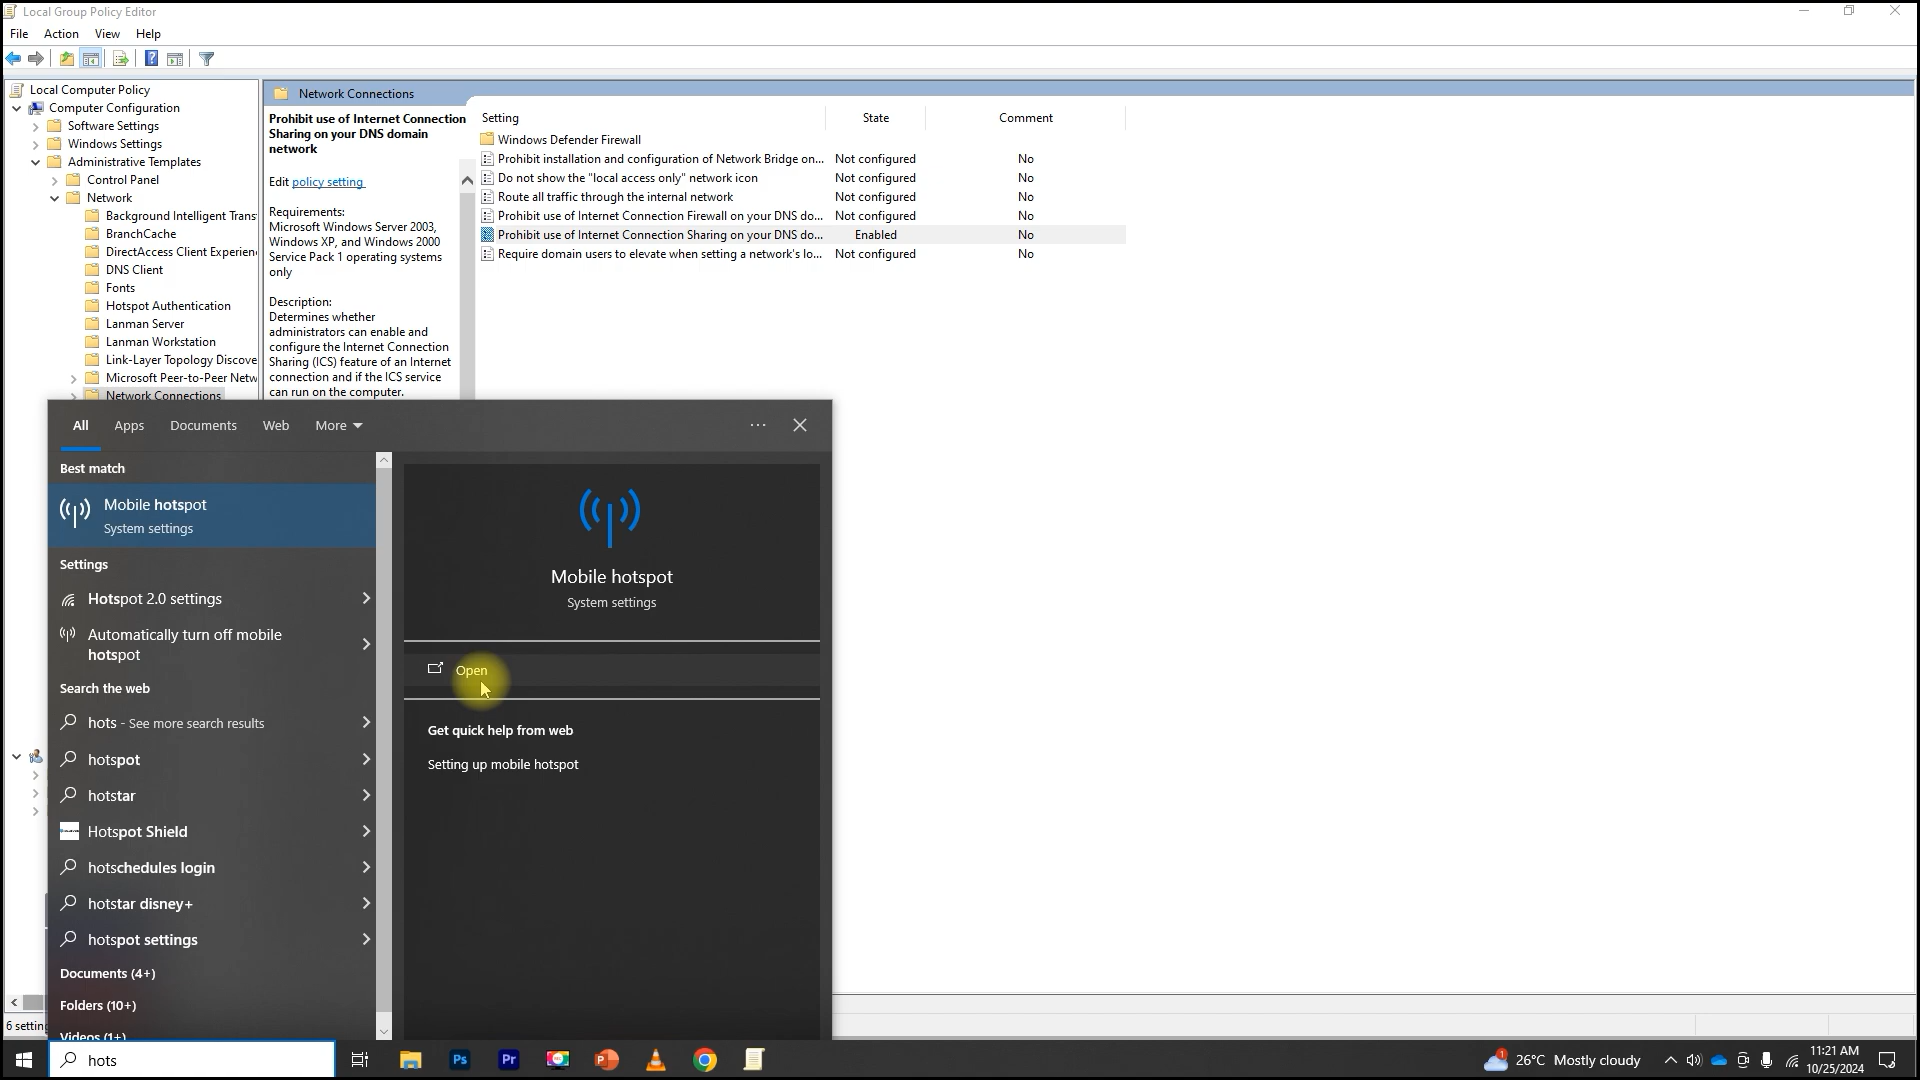 Local Group Policy Editor
File Action View Help
Local Computer Policy
Computer Configuration
Software Settings
Windows Settings
Administrative Templates
Control Panel
Network
Background Intelligent Trans
BranchCache
DirectAccess Client Experien
DNS Client
Fonts
Hotspot Authentication
Lanman Server
Lanman Workstation
Link-Layer Topology Discove
Microsoft Peer-to-Peer Netw
Network Connections
Network Connections
Prohibit use of Internet Connection
Sharing on your DNS domain
network
Edit policy setting
Requirements:
Microsoft Windows Server 2003,
Windows XP, and Windows 2000
Service Pack 1 operating systems
only
Description:
Determines whether
administrators can enable and
configure the Internet Connection
Sharing (ICS) feature of an Internet
connection and if the ICS service
can run on the computer.
Setting State Comment
Windows Defender Firewall
Prohibit installation and configuration of Network Bridge on... Not configured No
Do not show the "local access only" network icon Not configured No
Route all traffic through the internal network Not configured No
Prohibit use of Internet Connection Firewall on your DNS do... Not configured No
Prohibit use of Internet Connection Sharing on your DNS do... Enabled No
Require domain users to elevate when setting a network's lo... Not configured No
All Apps Documents Web More
Best match
Mobile hotspot
System settings
Settings
Hotspot 2.0 settings
Automatically turn off mobile
hotspot
Search the web
hots - See more search results
hotspot
hotstar
Hotspot Shield
hotschedules login
hotstar disney+
hotspot settings
Documents (4+)
Folders (10+)
Videos (1+)
Mobile hotspot
System settings
Open
Get quick help from web
Setting up mobile hotspot
6 setting
hots
Ps
Pr
P
1
26°C Mostly cloudy
11:21 AM
10/25/2024